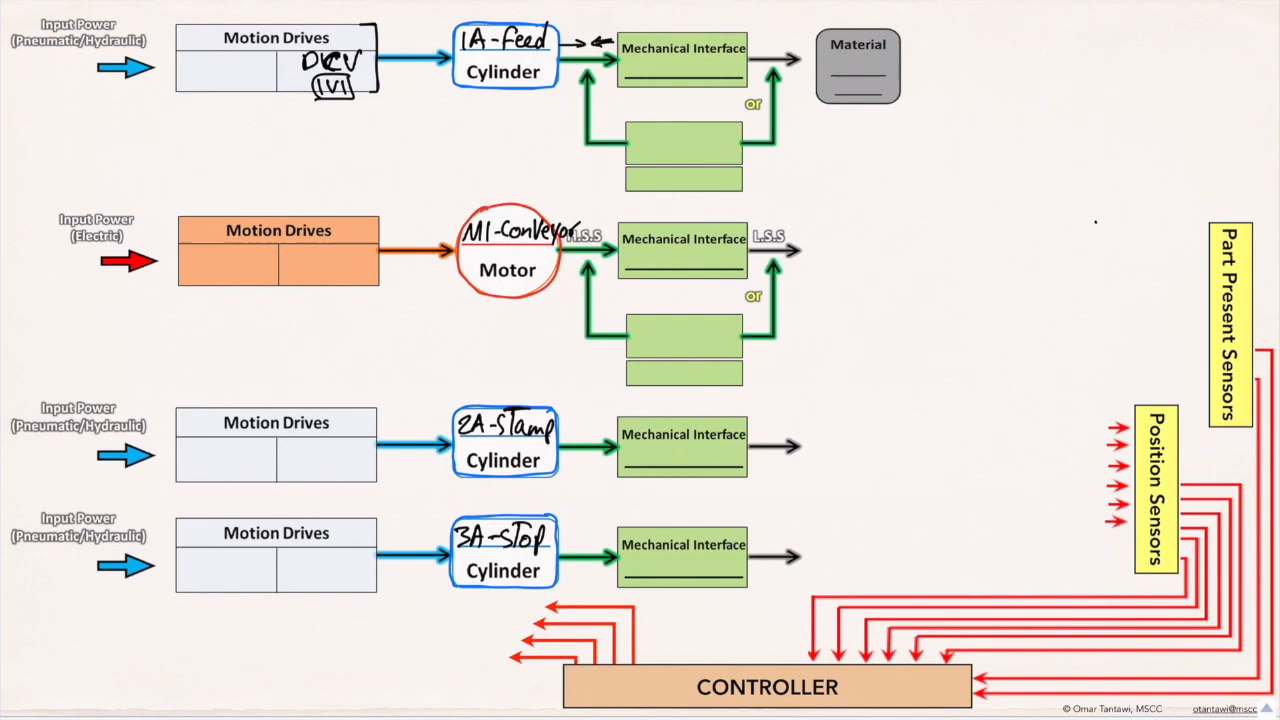 Input Power
(Pneumatic/Hydraulic)
Motion Drives
DCV
1A-Feed
Cylinder
Mechanical Interface
Material
or
Input Power
(Electric)
Motion Drives
M1-Conveyor
Motor
H.S.S
Mechanical Interface
L.S.S
or
Part Present Sensors
Input Power
(Pneumatic/Hydraulic)
Motion Drives
2A-STamp
Cylinder
Mechanical Interface
Position Sensors
Input Power
(Pneumatic/Hydraulic)
Motion Drives
3A-STop
Cylinder
Mechanical Interface
CONTROLLER
© Omar Tantawi, MSCC
otantawi@mscc